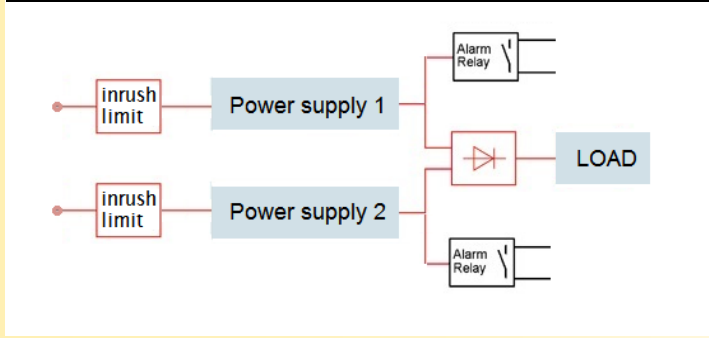 Alarm
Relay
inrush
limit
Power supply 1
LOAD
inrush
limit
Power supply 2
Alarm
Relay